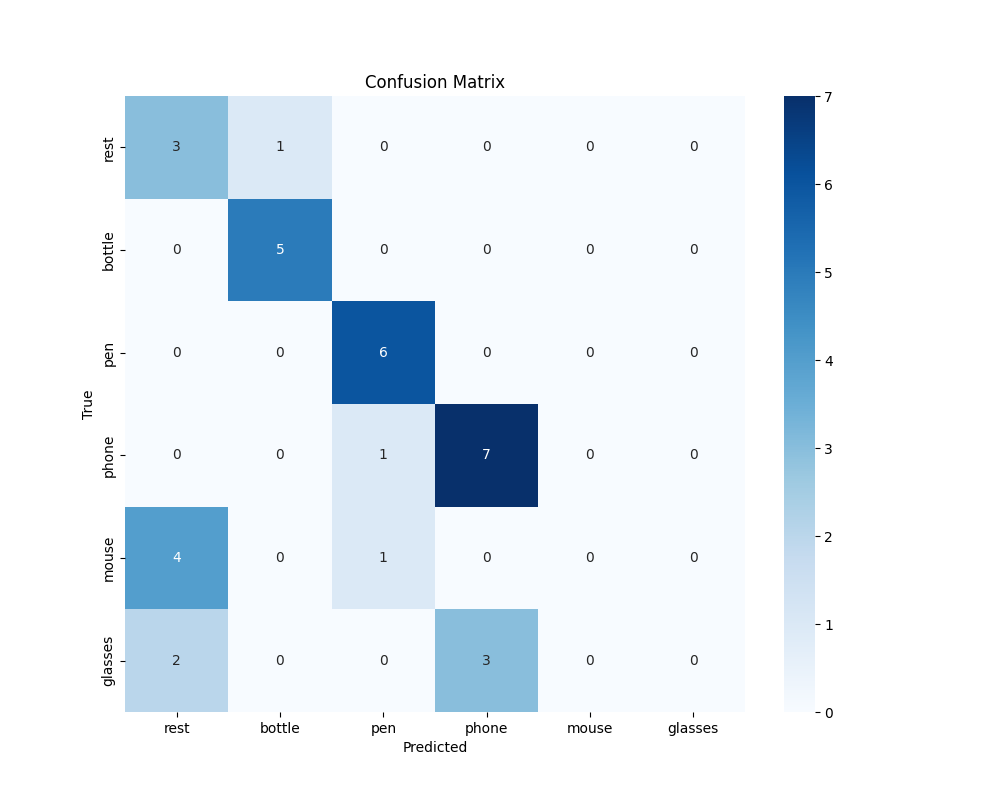 Confusion Matrix
rest 3 1 0 0 0 0
bottle 0 5 0 0 0 0
pen 0 0 6 0 0 0
phone 0 0 1 7 0 0
mouse 4 0 1 0 0 0
glasses 2 0 0 3 0 0
True
rest bottle pen phone mouse glasses
Predicted
7
6
5
4
3
2
1
0